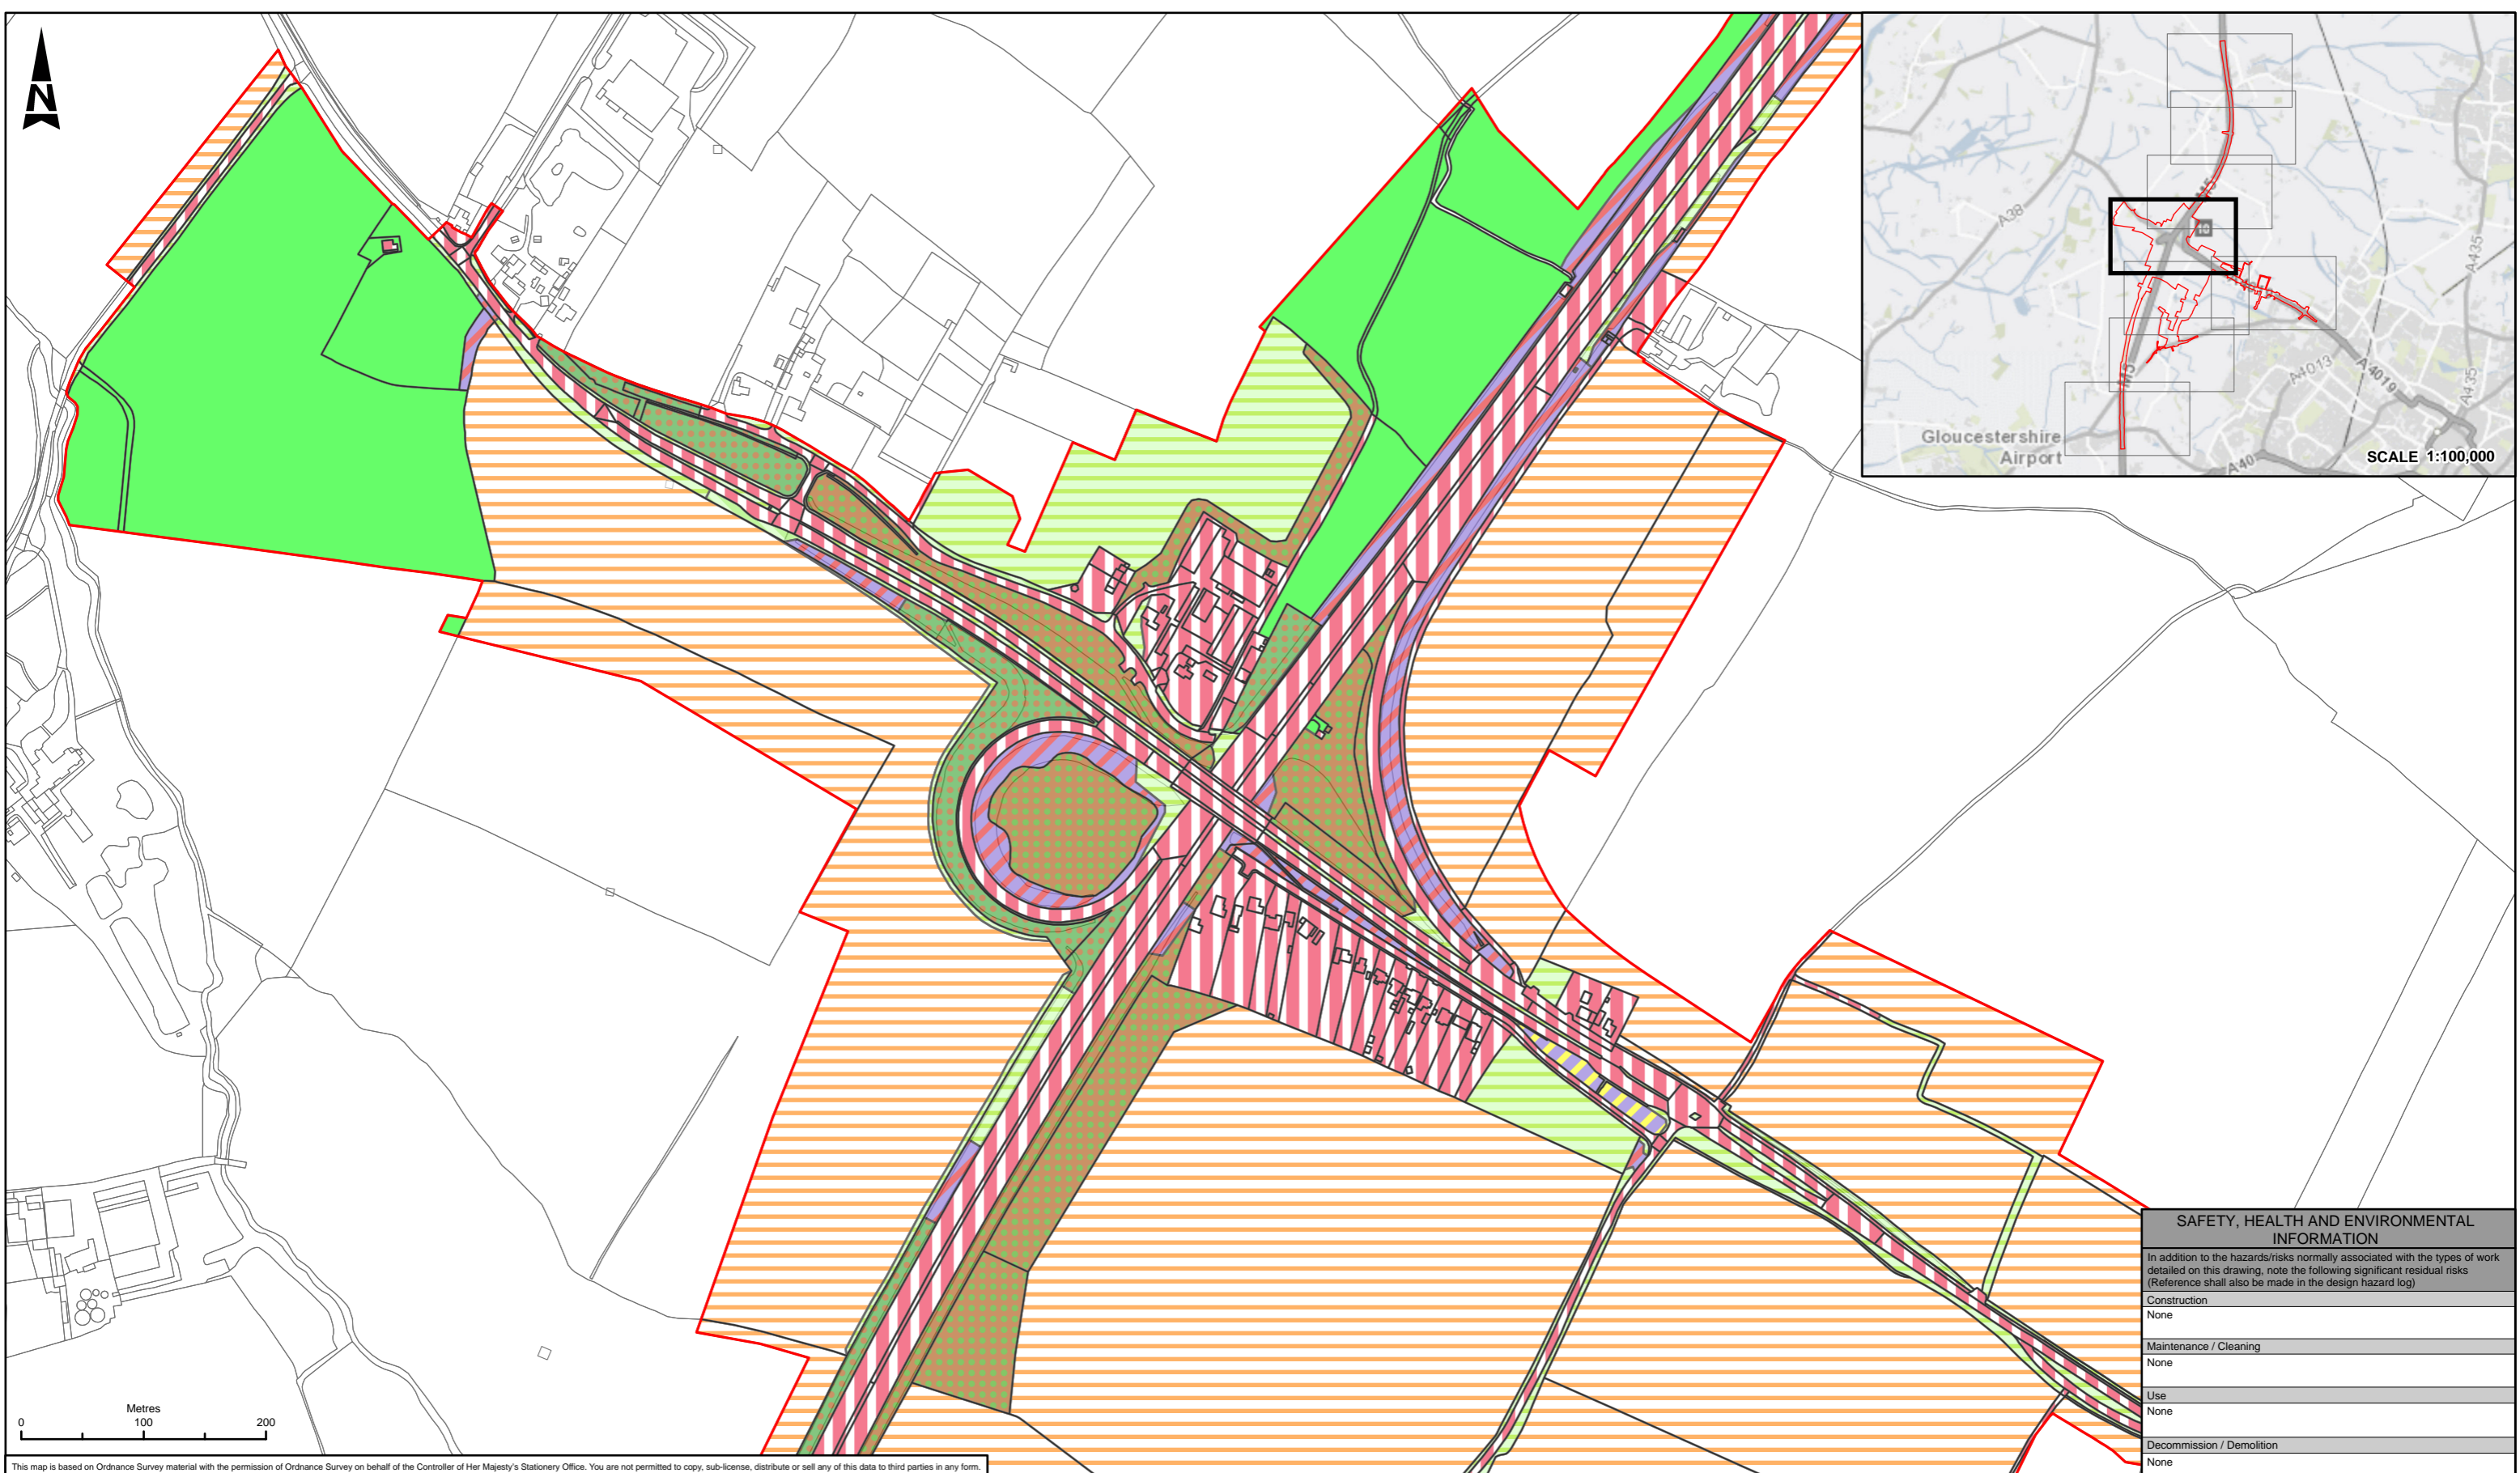 N
A38
M5
10
A435
M5
A4013
A4019
A435
Gloucestershire
Airport
A40
SCALE 1:100,000
SAFETY, HEALTH AND ENVIRONMENTAL
INFORMATION
In addition to the hazards/risks normally associated with the types of work
detailed on this drawing, note the following significant residual risks
(Reference shall also be made in the design hazard log)
Construction
None
Maintenance / Cleaning
None
Use
None
Decommission / Demolition
None
Metres
0 100 200
This map is based on Ordnance Survey material with the permission of Ordnance Survey on behalf of the Controller of Her Majesty's Stationery Office. You are not permitted to copy, sub-license, distribute or sell any of this data to third parties in any form.